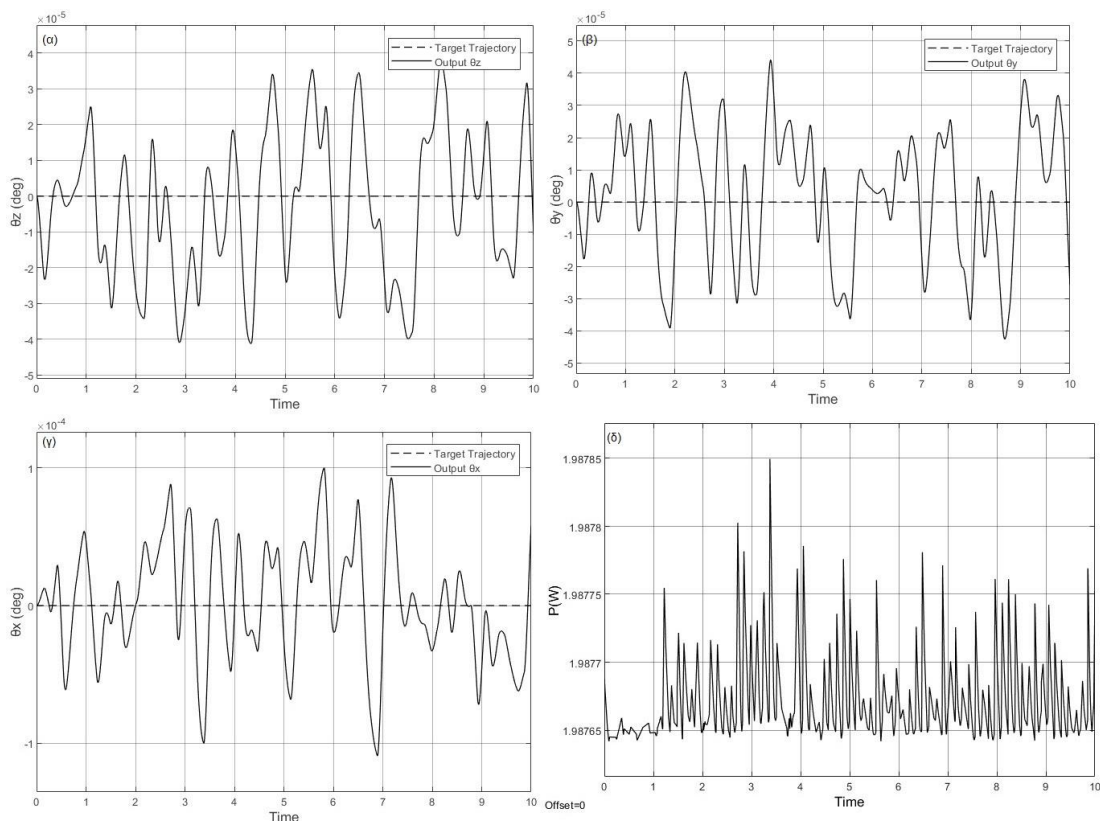 ×10⁻⁵
(α)
Target Trajectory
Output θz
θz (deg)
4
3
2
1
0
-1
-2
-3
-4
-5
0 1 2 3 4 5 6 7 8 9 10
Time
×10⁻⁵
(β)
Target Trajectory
Output θy
θy (deg)
5
4
3
2
1
0
-1
-2
-3
-4
-5
0 1 2 3 4 5 6 7 8 9 10
Time
×10⁻⁴
(γ)
Target Trajectory
Output θx
θx (deg)
1
0
-1
0 1 2 3 4 5 6 7 8 9 10
Time
(δ)
P(W)
1.98785
1.9878
1.98775
1.9877
1.98765
0 1 2 3 4 5 6 7 8 9 10
Offset=0
Time